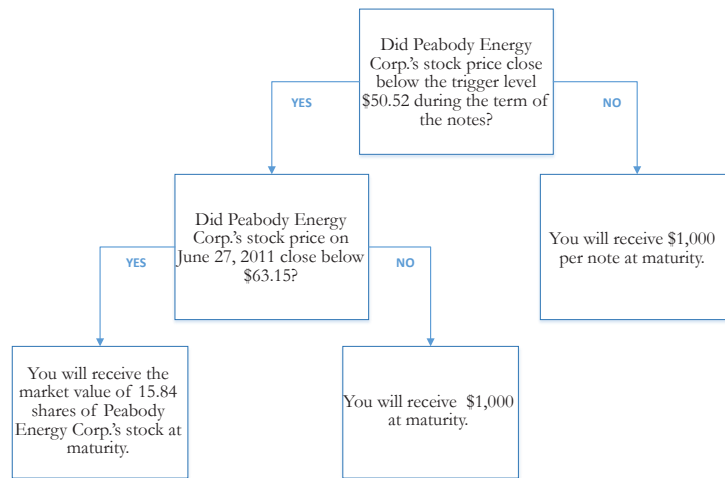 Did Peabody Energy
Corp.'s stock price close
below the trigger level
$50.52 during the term of
the notes?
YES
NO
Did Peabody Energy
Corp.'s stock price on
June 27, 2011 close below
$63.15?
You will receive $1,000
per note at maturity.
YES
NO
You will receive the
market value of 15.84
shares of Peabody
Energy Corp.'s stock at
maturity.
You will receive $1,000
at maturity.